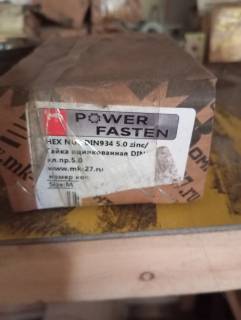 POWER
FASTEN
HEX NUT DIN934 5.0 zinc/
Гайка оцинкованная DIN
кл.пр.5.0
www.mk-27.ru
Номер
Size:M